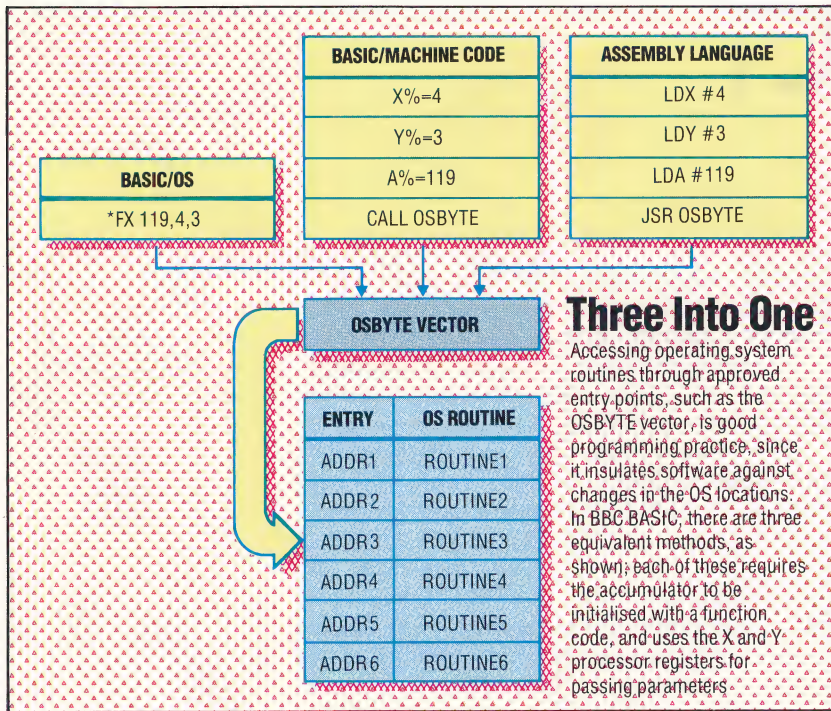 BASIC/OS
*FX 119,4,3
BASIC/MACHINE CODE
X%=4
Y%=3
A%=119
CALL OSBYTE
ASSEMBLY LANGUAGE
LDX #4
LDY #3
LDA #119
JSR OSBYTE
OSBYTE VECTOR
ENTRY OS ROUTINE
ADDR1 ROUTINE1
ADDR2 ROUTINE2
ADDR3 ROUTINE3
ADDR4 ROUTINE4
ADDR5 ROUTINE5
ADDR6 ROUTINE6
Three Into One
Accessing operating system
routines through approved
entry points, such as the
OSBYTE vector, is good
programming practice, since
it insulates software against
changes in the OS locations.
In BBC BASIC, there are three
equivalent methods, as
shown; each of these requires
the accumulator to be
initialised with a function
code, and uses the X and Y
processor registers for
passing parameters